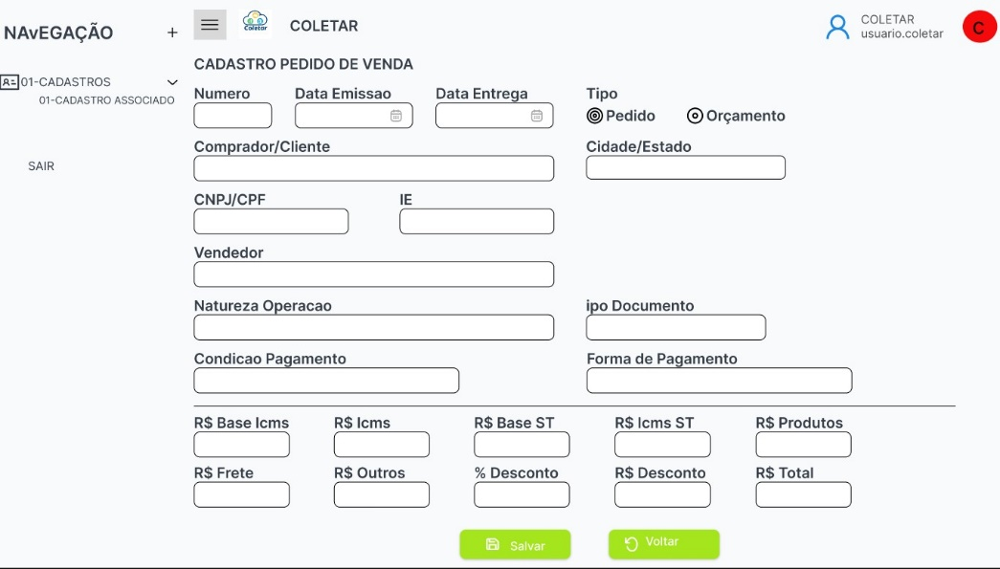 NAvEGAÇÃO +
Coletar
COLETAR
COLETAR
usuario.coletar
C
01-CADASTROS
01-CADASTRO ASSOCIADO
SAIR
CADASTRO PEDIDO DE VENDA
Numero Data Emissao Data Entrega Tipo
Pedido Orçamento
Comprador/Cliente Cidade/Estado
CNPJ/CPF IE
Vendedor
Natureza Operacao ipo Documento
Condicao Pagamento Forma de Pagamento
R$ Base Icms R$ Icms R$ Base ST R$ Icms ST R$ Produtos
R$ Frete R$ Outros % Desconto R$ Desconto R$ Total
Salvar Voltar